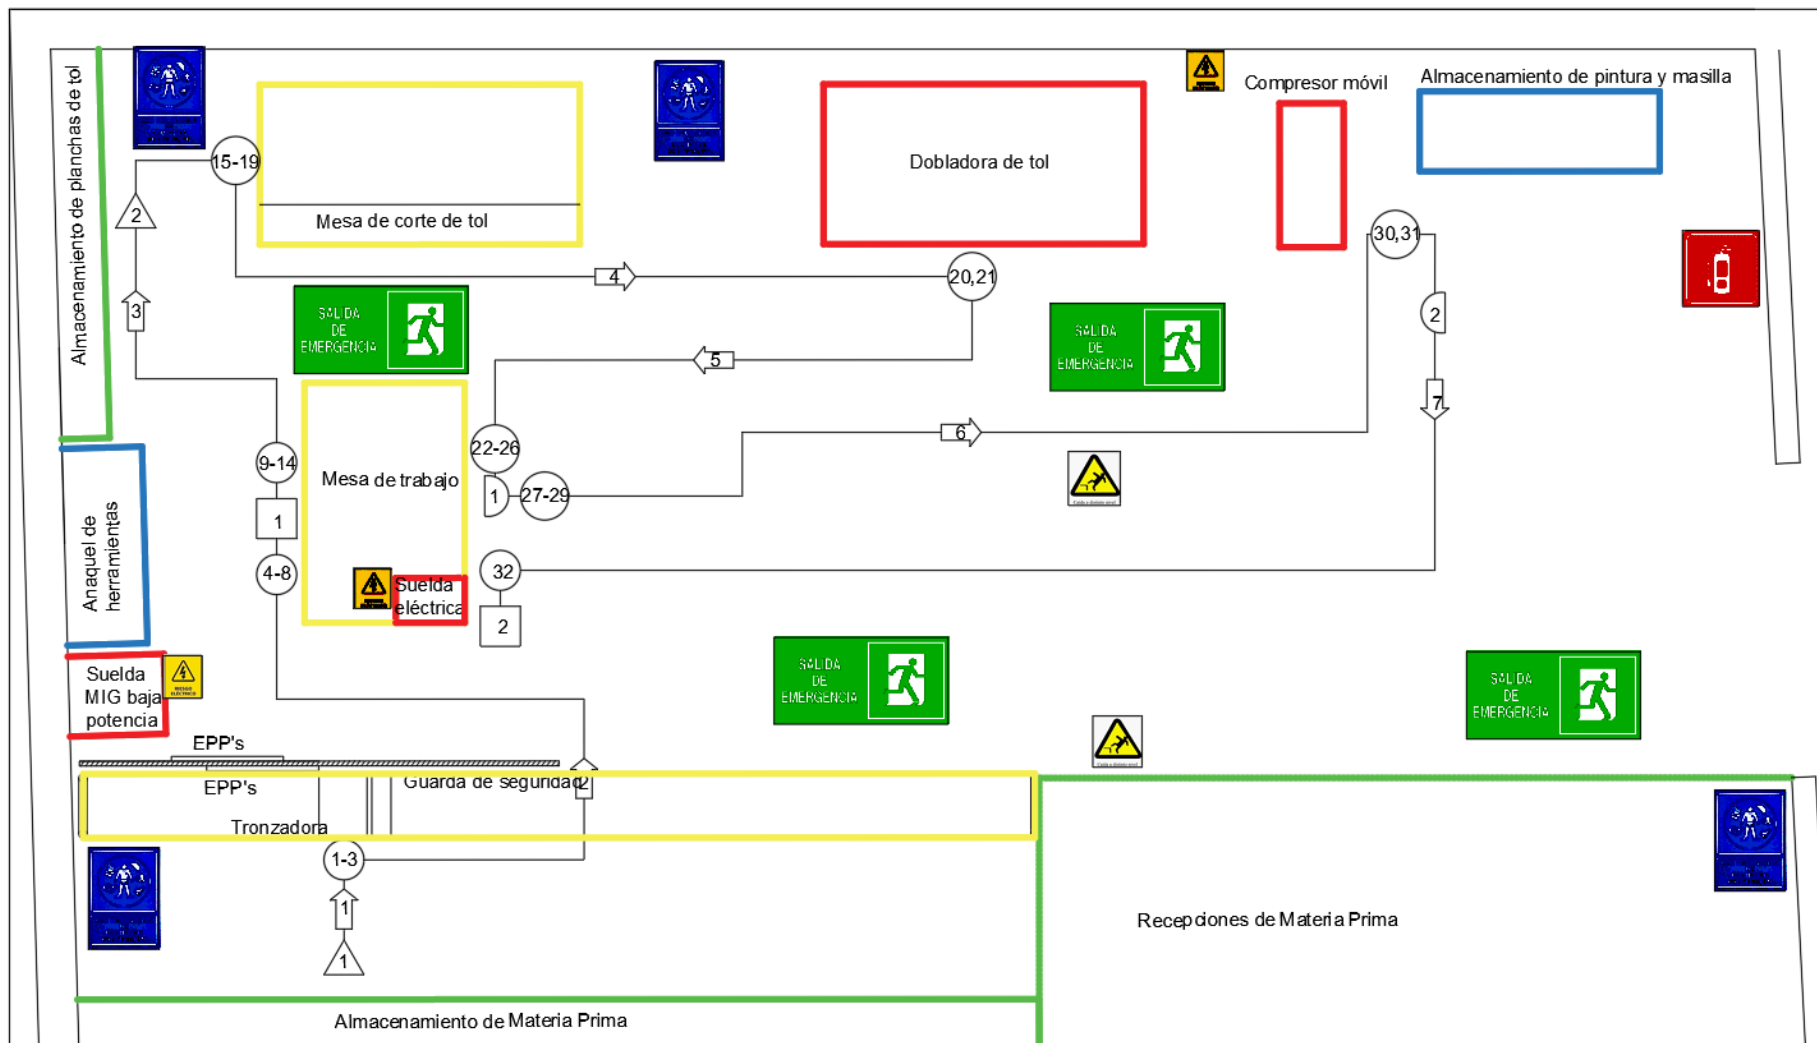 Compresor móvil
Almacenamiento de pintura y masilla
Almacenamiento de planchas de tol
15-19
Dobladora de tol
2
Mesa de corte de tol
30,31
3
4
20,21
2
SALIDA
DE
EMERGENCIA
SALIDA
DE
EMERGENCIA
5
7
6
22-26
9-14
Mesa de trabajo
1
27-29
1
Anaquel de
herramientas
4-8
32
Suelda
eléctrica
2
SALIDA
DE
EMERGENCIA
SALIDA
DE
EMERGENCIA
Suelda
MIG baja
potencia
RIESGO
ELÉCTRICO
EPP's
EPP's
Guarda de seguridad
2
Tronzadora
1-3
1
1
Recepciones de Materia Prima
Almacenamiento de Materia Prima